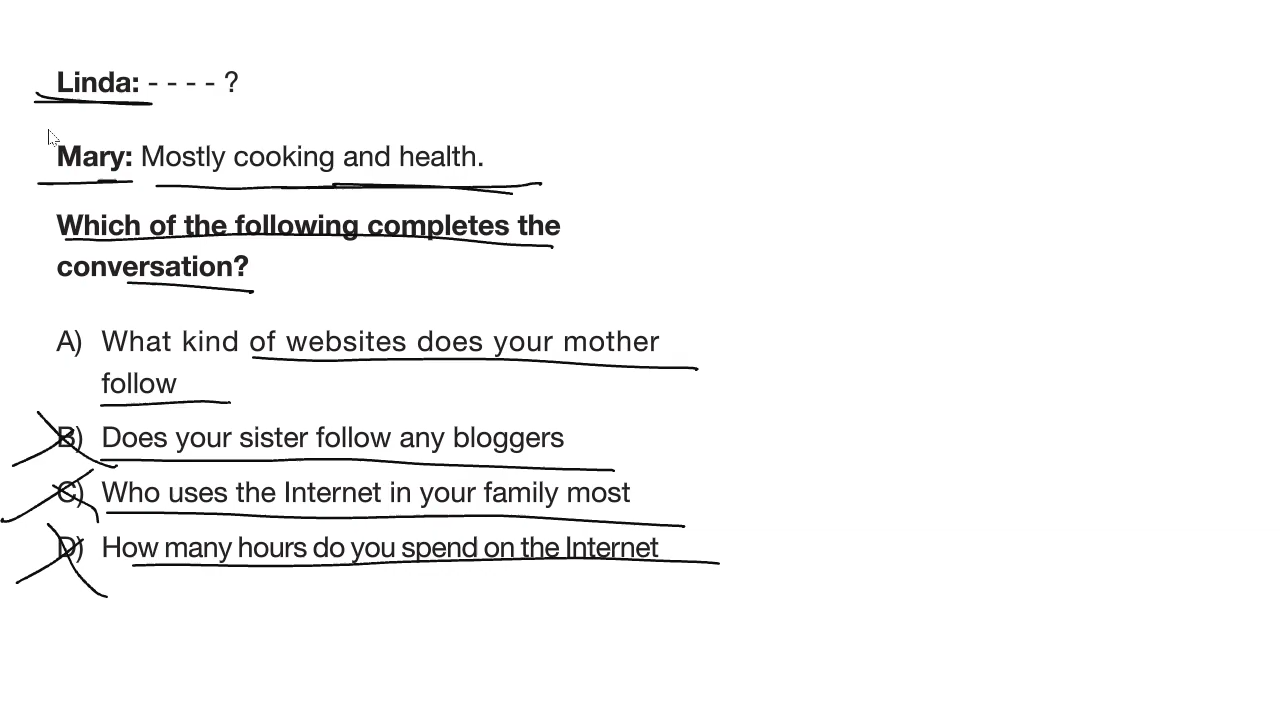 Linda: - - - - ?
Mary: Mostly cooking and health.
Which of the following completes the
conversation?
A) What kind of websites does your mother
follow
B) Does your sister follow any bloggers
C) Who uses the Internet in your family most
D) How many hours do you spend on the Internet